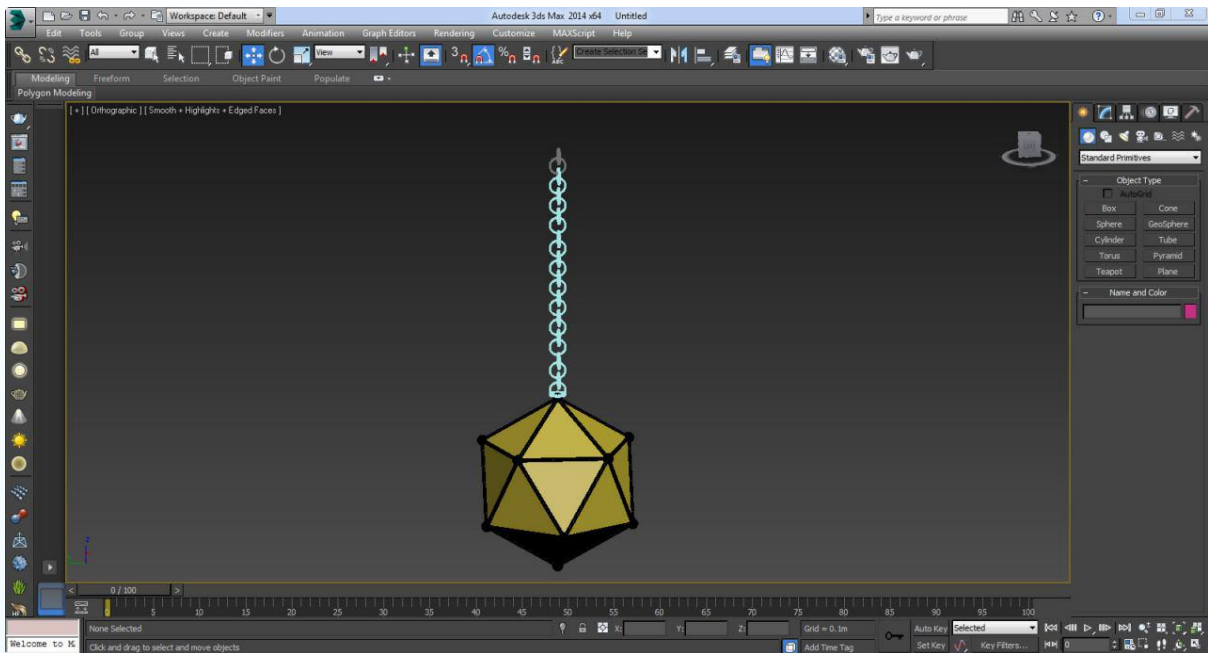 Workspace: Default
Autodesk 3ds Max 2014 x64 Untitled
Type a keyword or phrase
Edit Tools Group Views Create Modifiers Animation Graph Editors Rendering Customize MAXScript Help
All
View
3
Create Selection Se
Modeling Freeform Selection Object Paint Populate
Polygon Modeling
[ + ] [ Orthographic ] [ Smooth + Highlights + Edged Faces ]
Standard Primitives
Object Type
AutoGrid
Box Cone
Sphere GeoSphere
Cylinder Tube
Torus Pyramid
Teapot Plane
Name and Color
z
0 / 100
0 5 10 15 20 25 30 35 40 45 50 55 60 65 70 75 80 85 90 95 100
None Selected X: Y: Z: Grid = 0.1m Auto Key Selected
Welcome to M Click and drag to select and move objects Add Time Tag Set Key Key Filters... 0